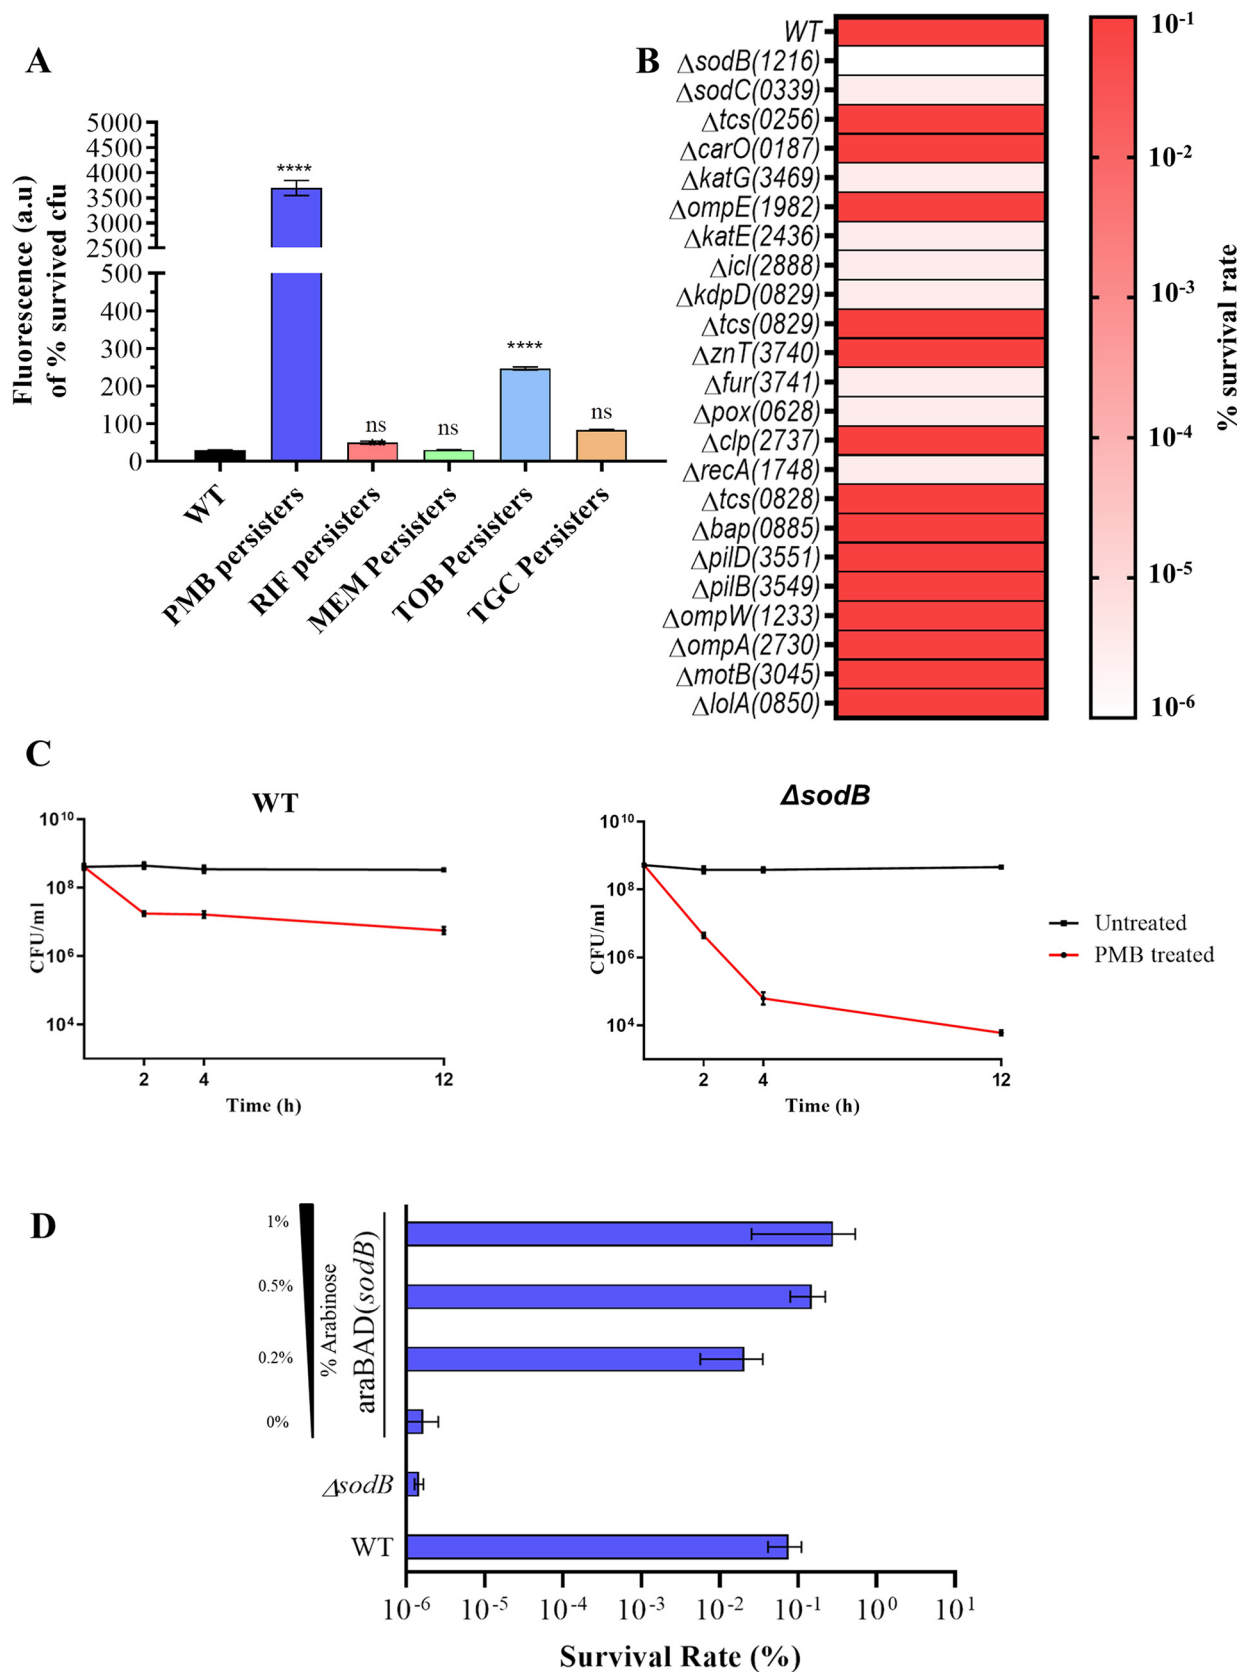 A
Fluorescence (a.u)
of % survived cfu
5000
4500
4000
3500
3000
2500
500
400
300
200
100
0
****
ns
**
ns
****
ns
WT
PMB persisters
RIF persisters
MEM Persisters
TOB Persisters
TGC Persisters
B
WT
ΔsodB(1216)
ΔsodC(0339)
Δtcs(0256)
ΔcarO(0187)
ΔkatG(3469)
ΔompE(1982)
ΔkatE(2436)
Δicl(2888)
ΔkdpD(0829)
Δtcs(0829)
ΔznT(3740)
Δfur(3741)
Δpox(0628)
Δclp(2737)
ΔrecA(1748)
Δtcs(0828)
Δbap(0885)
ΔpilD(3551)
ΔpilB(3549)
ΔompW(1233)
ΔompA(2730)
ΔmotB(3045)
ΔlolA(0850)
10⁻¹
10⁻²
10⁻³
10⁻⁴
10⁻⁵
10⁻⁶
% survival rate
C
WT
CFU/ml
10¹⁰
10⁸
10⁶
10⁴
2
4
12
Time (h)
ΔsodB
CFU/ml
10¹⁰
10⁸
10⁶
10⁴
2
4
12
Time (h)
Untreated
PMB treated
D
1%
0.5%
0.2%
0%
% Arabinose
araBAD(sodB)
ΔsodB
WT
10⁻⁶ 10⁻⁵ 10⁻⁴ 10⁻³ 10⁻² 10⁻¹ 10⁰ 10¹
Survival Rate (%)